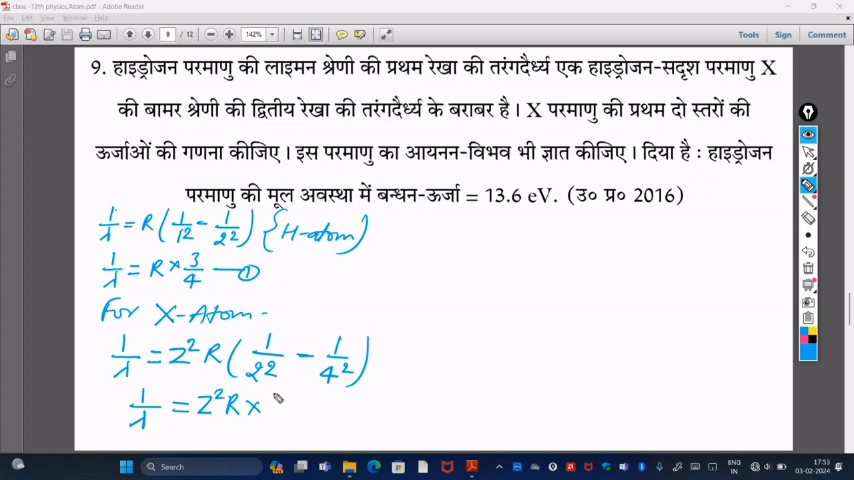 class -12th physics,Atom.pdf - Adobe Reader
File Edit View Window Help
9 / 12 142% Tools Sign Comment
9. हाइड्रोजन परमाणु की लाइमन श्रेणी की प्रथम रेखा की तरंगदैर्ध्य एक हाइड्रोजन-सदृश परमाणु X
की बामर श्रेणी की द्वितीय रेखा की तरंगदैर्ध्य के बराबर है। X परमाणु की प्रथम दो स्तरों की
ऊर्जाओं की गणना कीजिए। इस परमाणु का आयनन-विभव भी ज्ञात कीजिए। दिया है : हाइड्रोजन
परमाणु की मूल अवस्था में बन्धन-ऊर्जा = 13.6 eV. (उ० प्र० 2016)
1/λ = R(1/1² - 1/2²) {H-atom)
1/λ = R × 3/4 — ①
For X-Atom -
1/λ = Z²R(1/2² - 1/4²)
1/λ = Z²R×
Search ENG IN 17:53 03-02-2024